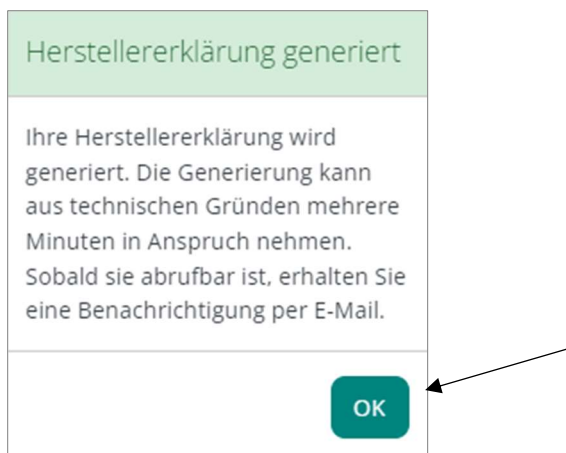 Herstellererklärung generiert
Ihre Herstellererklärung wird
generiert. Die Generierung kann
aus technischen Gründen mehrere
Minuten in Anspruch nehmen.
Sobald sie abrufbar ist, erhalten Sie
eine Benachrichtigung per E-Mail.
OK